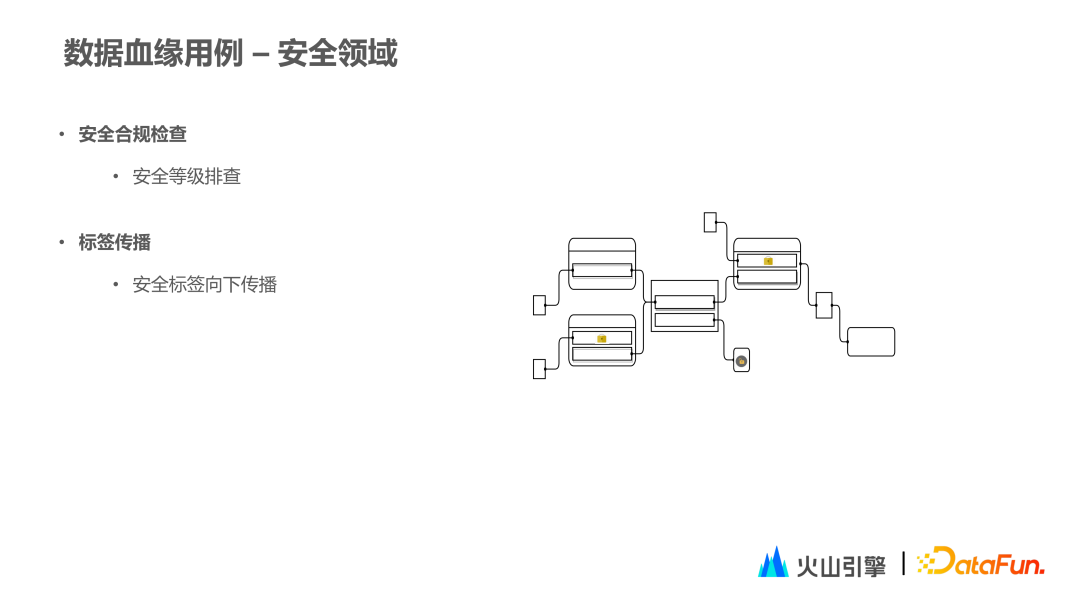 数据血缘用例 – 安全领域
• 安全合规检查
• 安全等级排查
• 标签传播
• 安全标签向下传播
火山引擎 | DataFun.